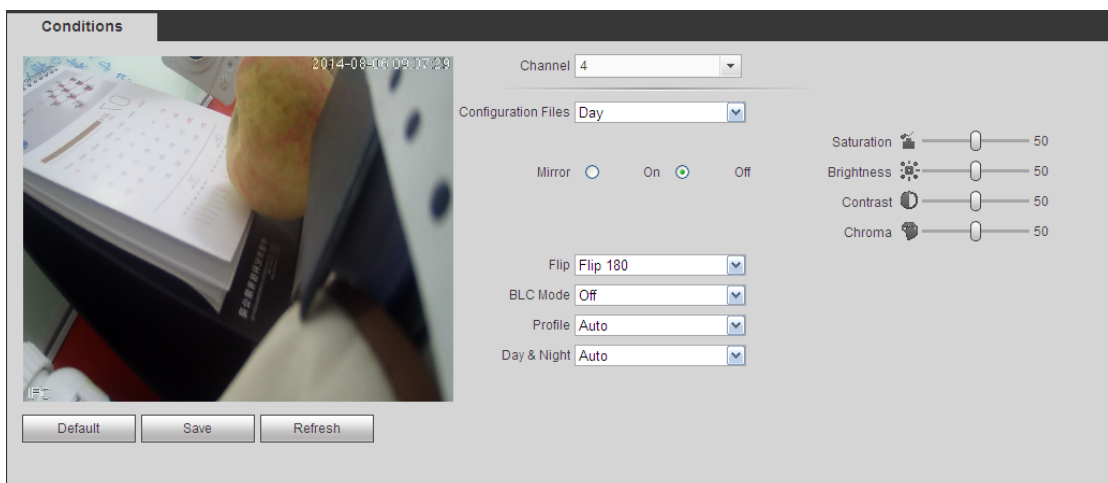 Conditions
2014-08-06 09:07:29
IPC
Channel 4
Configuration Files Day
Mirror On Off
Flip Flip 180
BLC Mode Off
Profile Auto
Day & Night Auto
Saturation 50
Brightness 50
Contrast 50
Chroma 50
Default Save Refresh